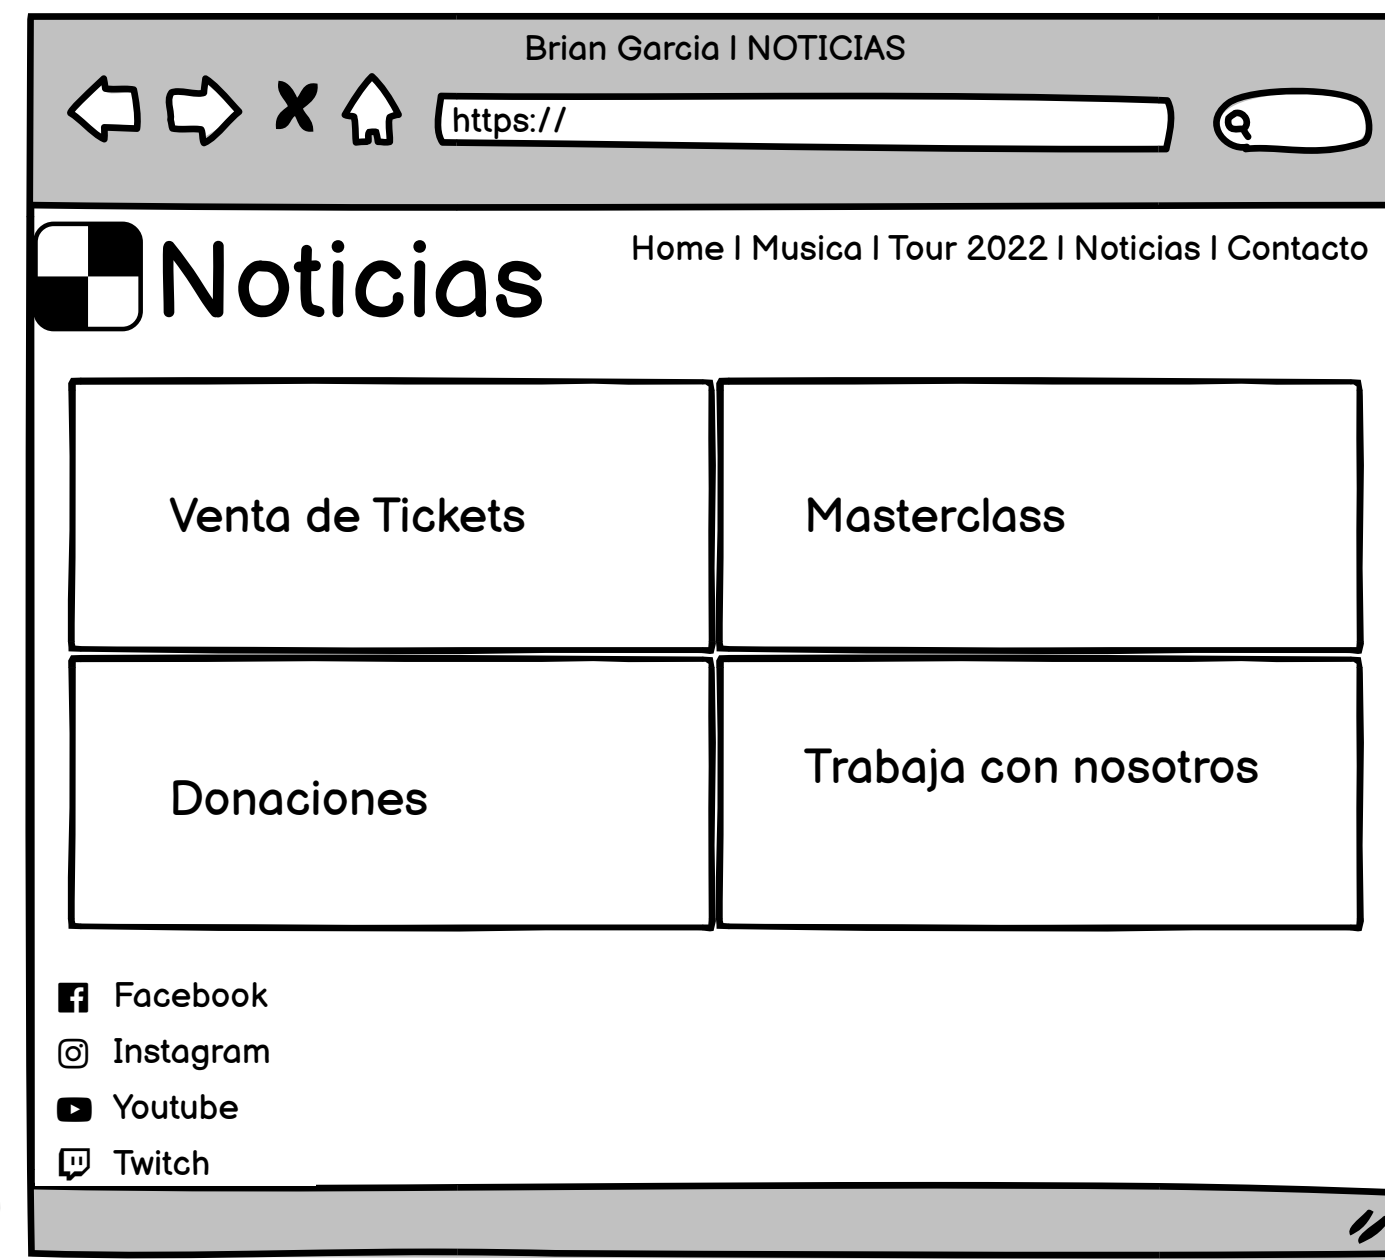 Brian Garcia | NOTICIAS
https://
Noticias
Home | Musica | Tour 2022 | Noticias | Contacto
Venta de Tickets
Masterclass
Donaciones
Trabaja con nosotros
Facebook
Instagram
Youtube
Twitch